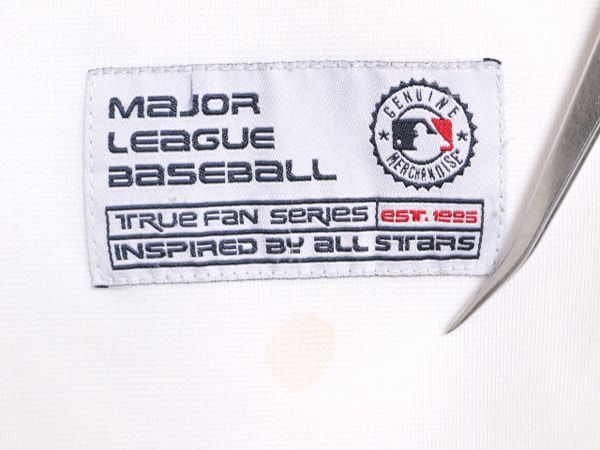 Major
League
Baseball
True Fan Series EST. 1995
INSPIRED BY ALL STARS
GENUINE
MERCHANDISE